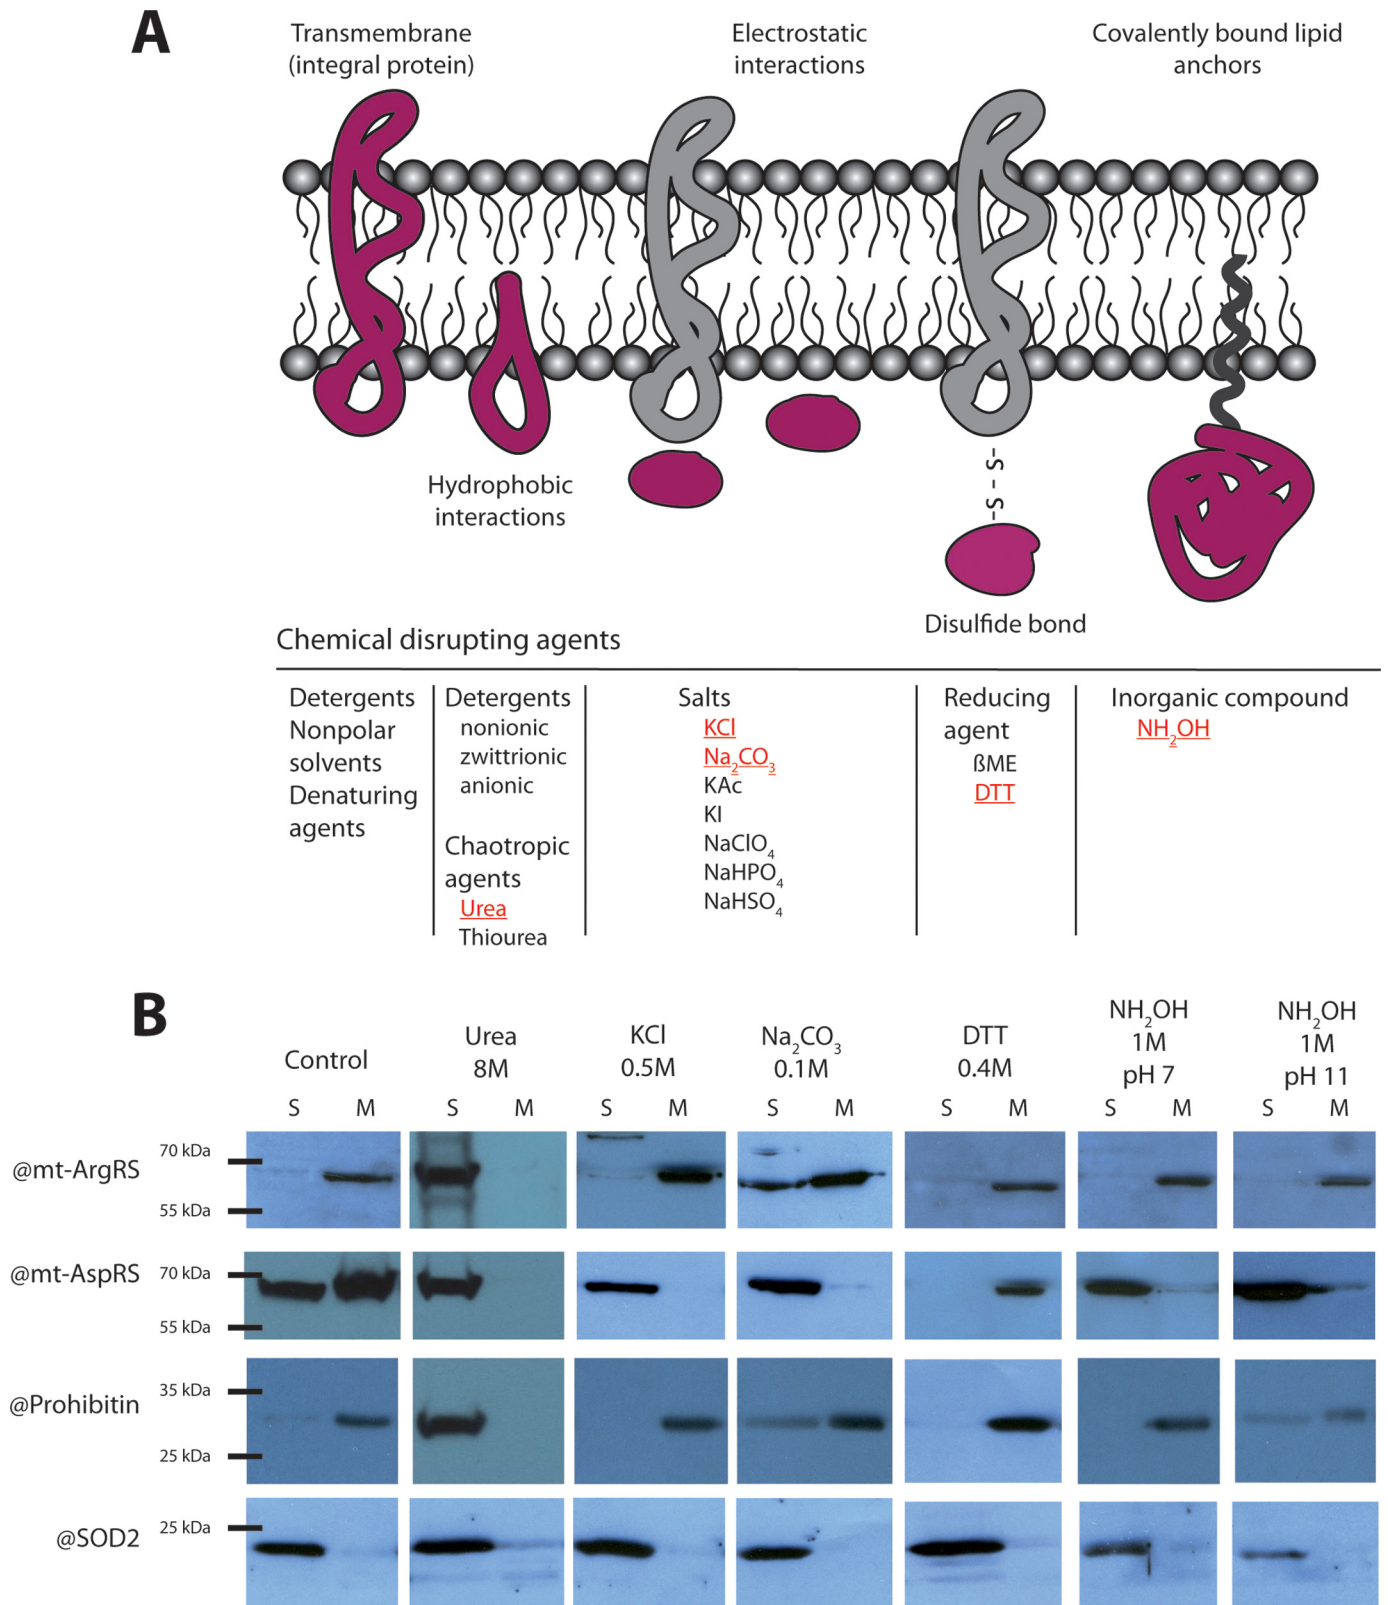 A
Transmembrane
(integral protein)
Electrostatic
interactions
Covalently bound lipid
anchors
Hydrophobic
interactions
-S-S-
Disulfide bond
Chemical disrupting agents
Detergents
Nonpolar
solvents
Denaturing
agents
Detergents
nonionic
zwittrionic
anionic
Chaotropic
agents
Urea
Thiourea
Salts
KCl
Na₂CO₃
KAc
KI
NaClO₄
NaHPO₄
NaHSO₄
Reducing
agent
ßME
DTT
Inorganic compound
NH₂OH
B
Control
Urea
8M
KCl
0.5M
Na₂CO₃
0.1M
DTT
0.4M
NH₂OH
1M
pH 7
NH₂OH
1M
pH 11
S M S M S M S M S M S M S M
@mt-ArgRS
70 kDa
55 kDa
@mt-AspRS
70 kDa
55 kDa
@Prohibitin
35 kDa
25 kDa
@SOD2
25 kDa